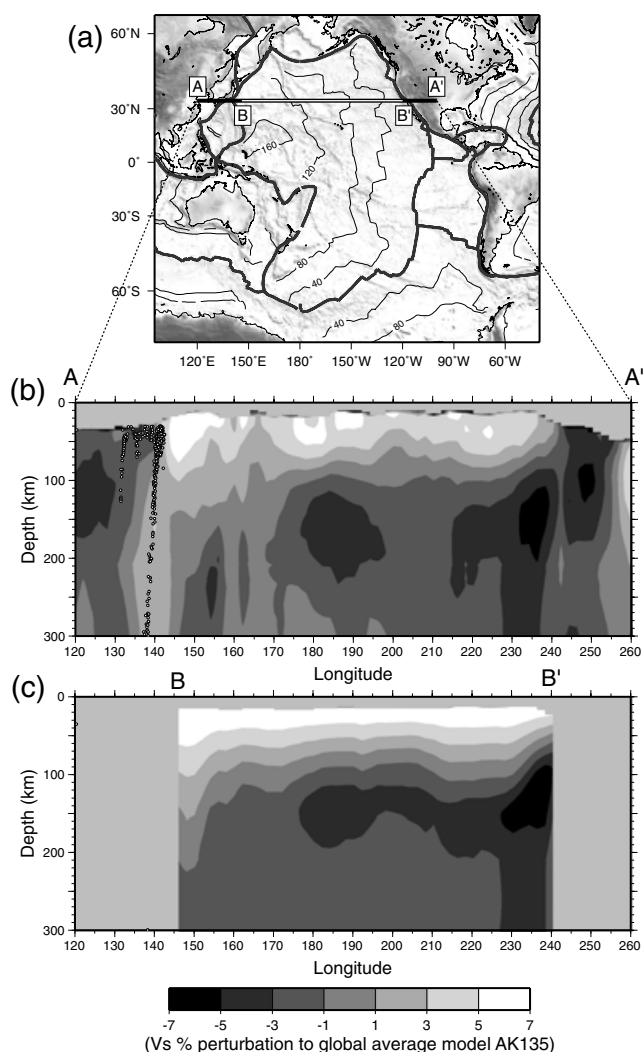 (a)
60˚N
30˚N
0˚
30˚S
60˚S
A
A'
B
B'
160
120
80
40
40
80
120˚E
150˚E
180˚
150˚W
120˚W
90˚W
60˚W
A
A'
(b)
0
100
200
300
Depth (km)
120 130 140 150 160 170 180 190 200 210 220 230 240 250 260
Longitude
(c)
B
B'
0
100
200
300
Depth (km)
120 130 140 150 160 170 180 190 200 210 220 230 240 250 260
Longitude
-7 -5 -3 -1 1 3 5 7
(Vs % perturbation to global average model AK135)